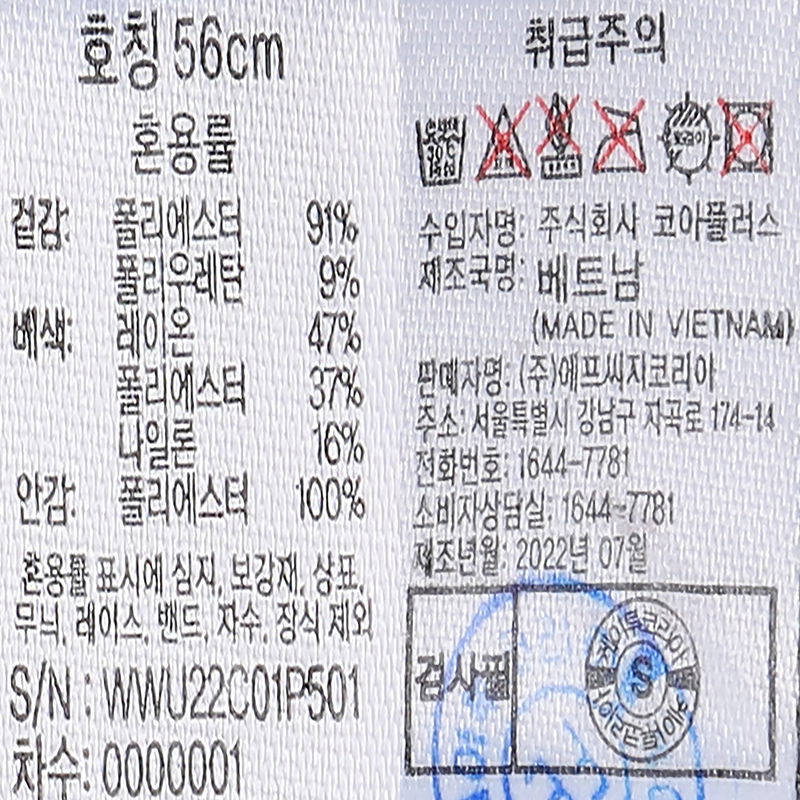 호칭 56cm
혼용률
겉감: 폴리에스터 91%
폴리우레탄 9%
배색: 레이온 47%
폴리에스터 37%
나일론 16%
안감: 폴리에스터 100%
혼용률 표시에 심지, 보강재, 상표,
무늬, 레이스, 밴드, 자수, 장식 제외
S/N : WWU22C01P501
차수: 0000001
취급주의
30℃
수입자명: 주식회사 코아플러스
제조국명: 베트남
(MADE IN VIETNAM)
판매자명: (주)에프씨지코리아
주소: 서울특별시 강남구 자곡로 174-14
전화번호: 1644-7781
소비자상담실: 1644-7781
제조년월: 2022년 07월
검사필
케이투코리아
S